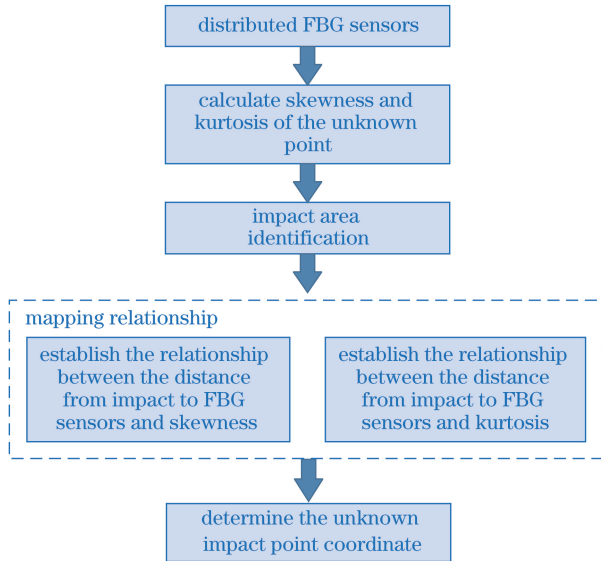 distributed FBG sensors
calculate skewness and
kurtosis of the unknown
point
impact area
identification
mapping relationship
establish the relationship
between the distance
from impact to FBG
sensors and skewness
establish the relationship
between the distance
from impact to FBG
sensors and kurtosis
determine the unknown
impact point coordinate